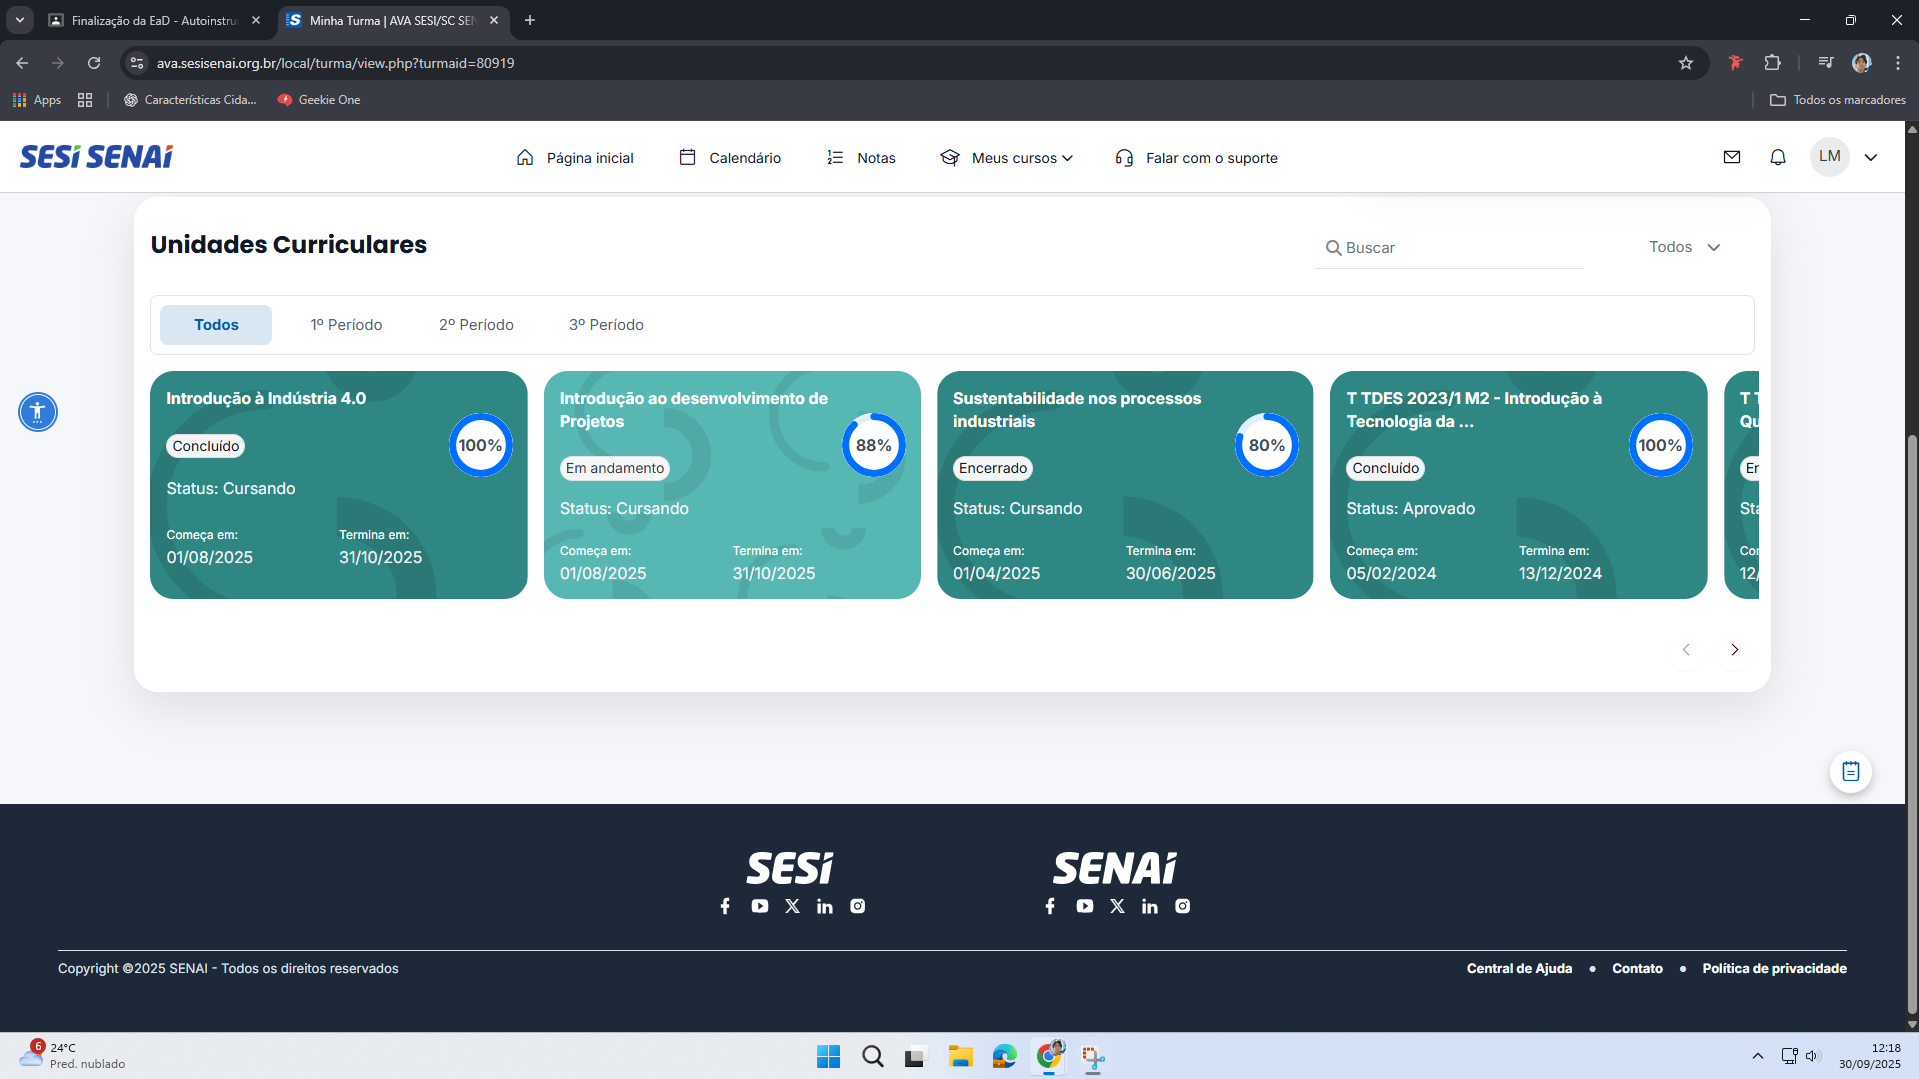 Finalização da EaD - Autoinstru
Minha Turma | AVA SESI/SC SEN
ava.sesisenai.org.br/local/turma/view.php?turmaid=80919
Apps
Características Cida...
Geekie One
Todos os marcadores
SESI SENAI
Página inicial
Calendário
Notas
Meus cursos
Falar com o suporte
LM
Unidades Curriculares
Buscar
Todos
Todos
1º Período
2º Período
3º Período
Introdução à Indústria 4.0
Concluído
100%
Status: Cursando
Começa em:
Termina em:
01/08/2025
31/10/2025
Introdução ao desenvolvimento de
Projetos
88%
Em andamento
Status: Cursando
Começa em:
Termina em:
01/08/2025
31/10/2025
Sustentabilidade nos processos
industriais
80%
Encerrado
Status: Cursando
Começa em:
Termina em:
01/04/2025
30/06/2025
T TDES 2023/1 M2 - Introdução à
Tecnologia da ...
100%
Concluído
Status: Aprovado
Começa em:
Termina em:
05/02/2024
13/12/2024
SESI
SENAI
Copyright ©2025 SENAI - Todos os direitos reservados
Central de Ajuda • Contato • Política de privacidade
6
24°C
Pred. nublado
12:18
30/09/2025